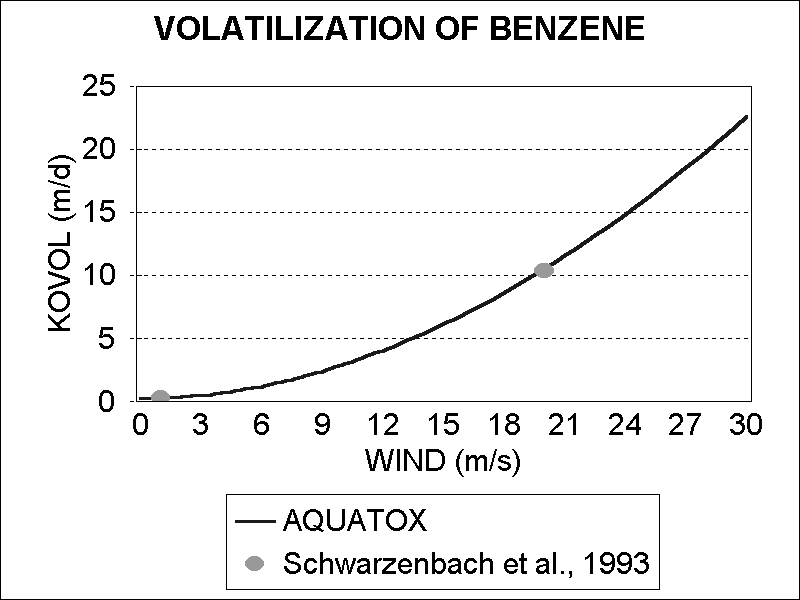 VOLATILIZATION OF BENZENE
KOVOL (m/d)
25
20
15
10
5
0
0 3 6 9 12 15 18 21 24 27 30
WIND (m/s)
AQUATOX
Schwarzenbach et al., 1993